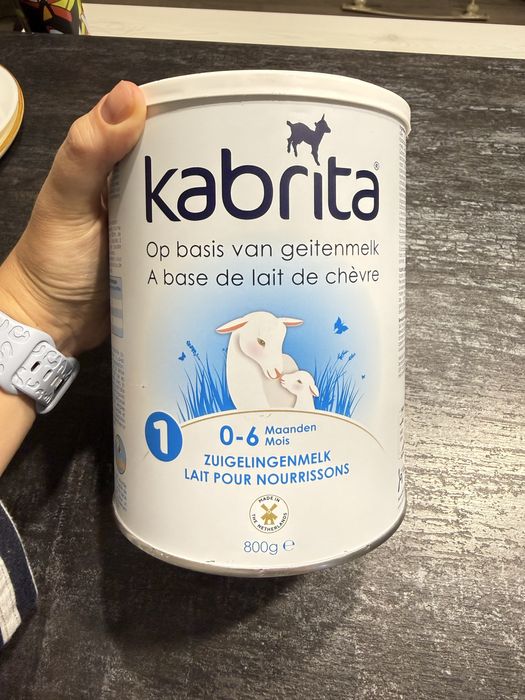 kabrita®
Op basis van geitenmelk
A base de lait de chèvre
1
0-6 Maanden
Mois
ZUIGELINGENMELK
LAIT POUR NOURRISSONS
MADE IN
THE NETHERLANDS
800g ℮